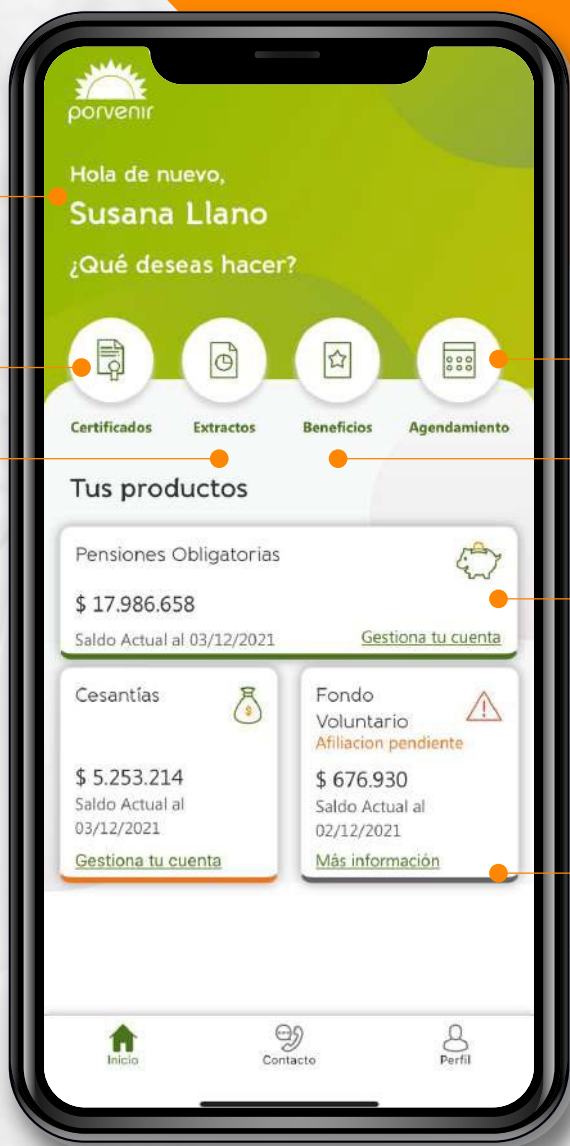 porvenir
Hola de nuevo,
Susana Llano
¿Qué deseas hacer?
Certificados Extractos Beneficios Agendamiento
Tus productos
Pensiones Obligatorias
$ 17.986.658
Saldo Actual al 03/12/2021 Gestiona tu cuenta
Cesantías
$
$ 5.253.214
Saldo Actual al
03/12/2021
Gestiona tu cuenta
Fondo
Voluntario
Afiliacion pendiente
$ 676.930
Saldo Actual al
02/12/2021
Más información
Inicio Contacto Perfil